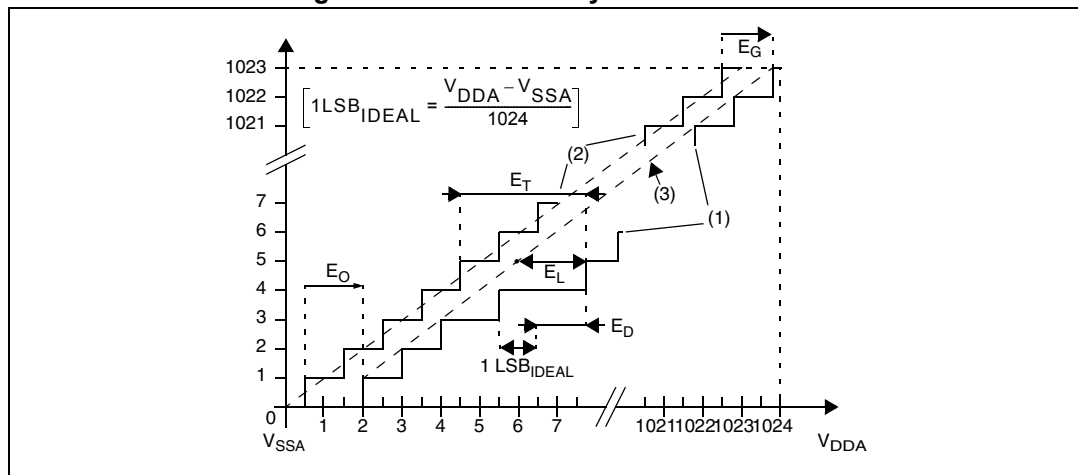 E_G
1023
1022
1021
[1LSB_IDEAL = (V_DDA − V_SSA) / 1024]
(2)
(3)
(1)
E_T
7
6
5
4
3
2
1
0
E_O
E_L
E_D
1 LSB_IDEAL
1 2 3 4 5 6 7 1021 1022 1023 1024
V_SSA
V_DDA